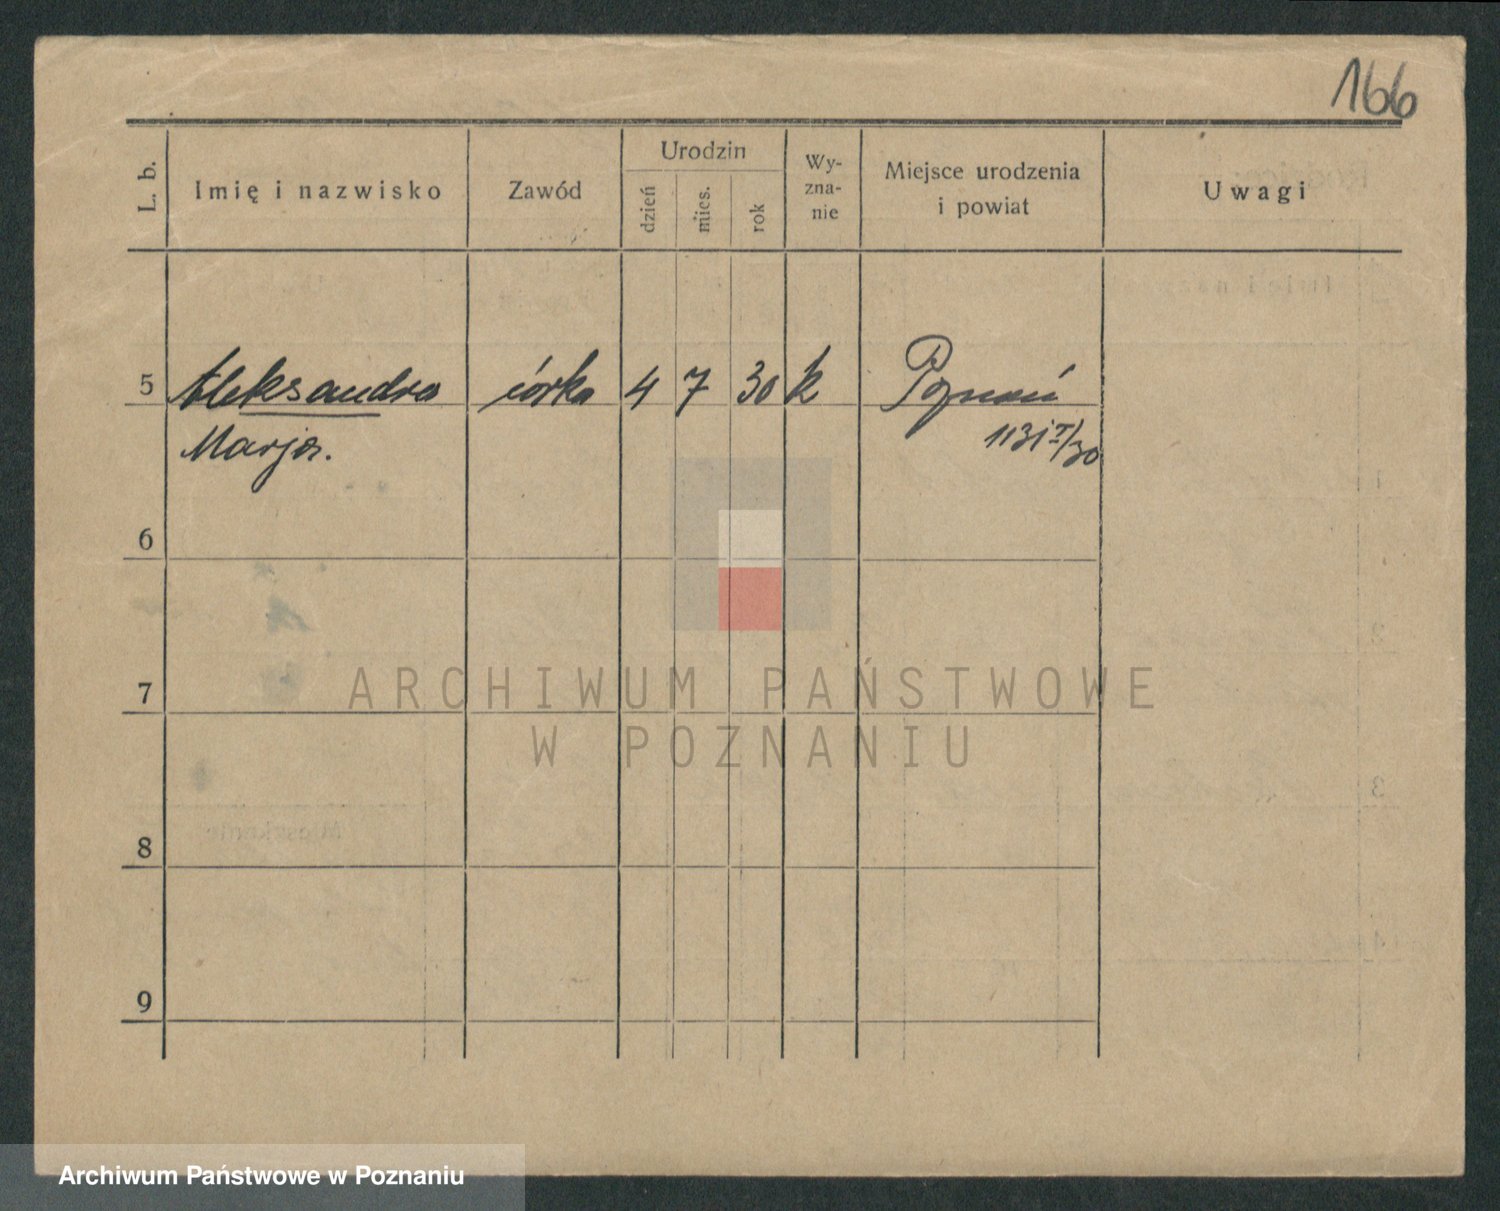 166
L. b.
Imię i nazwisko
Zawód
Urodzin
dzień
mies.
rok
Wy-
zna-
nie
Miejsce urodzenia
i powiat
Uwagi
5 Aleksandra córka 4 7 30 k Poznań
Marja. 1131 I/30
6
7
8
9
ARCHIWUM PAŃSTWOWE
W POZNANIU
Archiwum Państwowe w Poznaniu